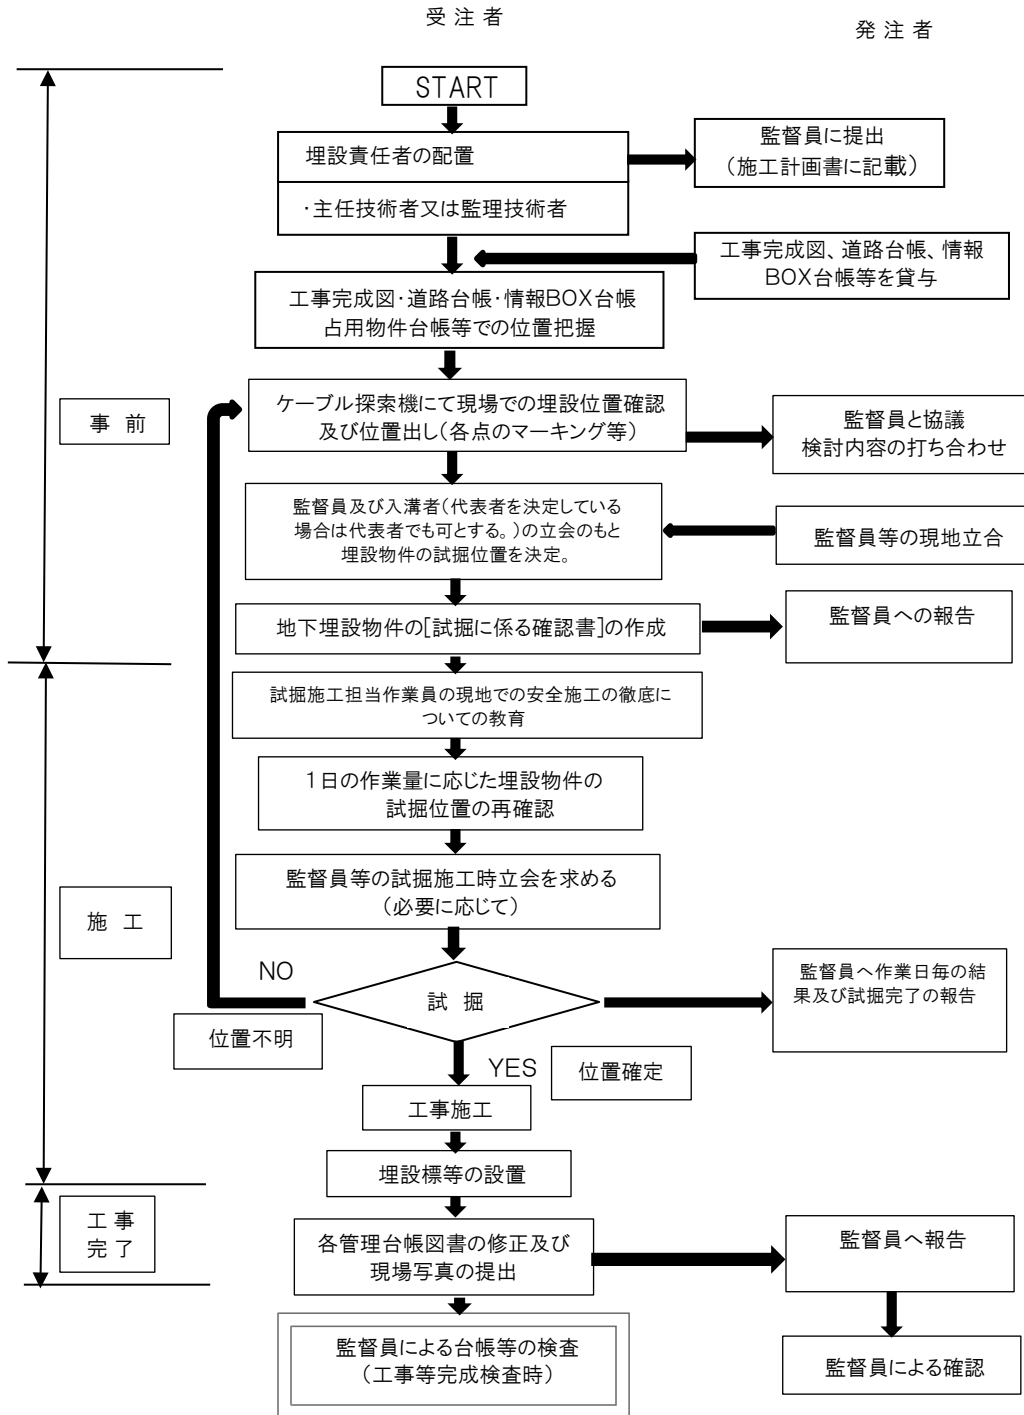 受 注 者
発 注 者
START
埋設責任者の配置
・主任技術者又は監理技術者
監督員に提出
（施工計画書に記載）
工事完成図、道路台帳、情報
BOX台帳等を貸与
工事完成図・道路台帳・情報BOX台帳
占用物件台帳等での位置把握
事 前
ケーブル探索機にて現場での埋設位置確認
及び位置出し（各点のマーキング等）
監督員と協議
検討内容の打ち合わせ
監督員及び入溝者（代表者を決定している
場合は代表者でも可とする。）の立会のもと
埋設物件の試掘位置を決定。
監督員等の現地立合
地下埋設物件の[試掘に係る確認書]の作成
監督員への報告
試掘施工担当作業員の現地での安全施工の徹底に
ついての教育
1日の作業量に応じた埋設物件の
試掘位置の再確認
監督員等の試掘施工時立会を求める
（必要に応じて）
施 工
NO
試 掘
監督員へ作業日毎の結
果及び試掘完了の報告
位置不明
YES
位置確定
工事施工
埋設標等の設置
工 事
完 了
各管理台帳図書の修正及び
現場写真の提出
監督員へ報告
監督員による台帳等の検査
（工事等完成検査時）
監督員による確認